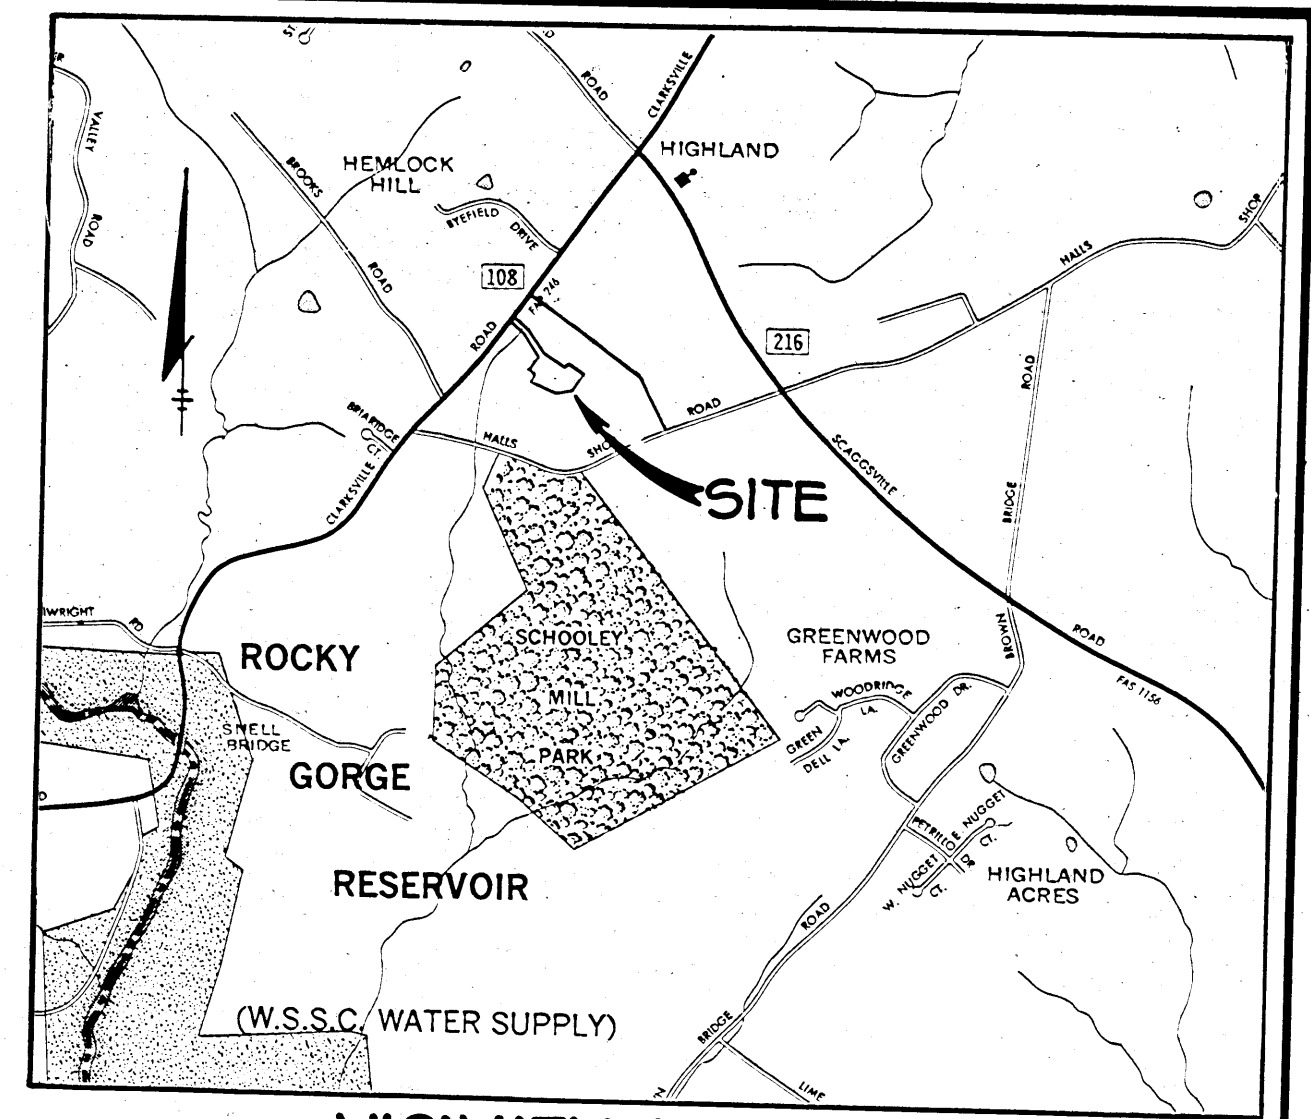 ROAD
CLARKSVILLE
HIGHLAND
VALLEY
ROAD
BROOKS
ROAD
HEMLOCK
HILL
BYEFIELD
DRIVE
108
FAP 246
ROAD
216
HALLS
SHOP
ROAD
BRIARIDGE
CT.
CLARKSVILLE
HALLS
SHOP
ROAD
SITE
SCAGGSVILLE
ROAD
FAS 1156
BRIDGE
BROWN
IWRIGHT
RD
ROCKY
GORGE
RESERVOIR
(W.S.S.C. WATER SUPPLY)
SNELL
BRIDGE
SCHOOLEY
MILL
PARK
GREENWOOD
FARMS
WOODRIDGE
LA.
GREEN
DELL LA.
GREENWOOD
DR.
PETRILLO
DR
E NUGGET
CT.
W. NUGGET
CT.
HIGHLAND
ACRES
ROAD
BRIDGE
LIME